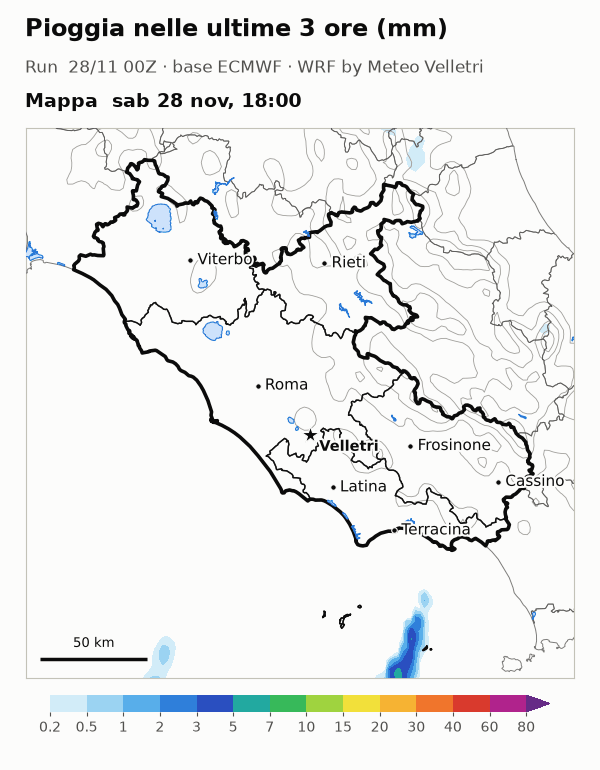 Pioggia nelle ultime 3 ore (mm)
Run  28/11 00Z · base ECMWF · WRF by Meteo Velletri
Mappa  sab 28 nov, 18:00
Viterbo
Rieti
Roma
Velletri
Frosinone
Latina
Cassino
Terracina
50 km
0.2 0.5 1 2 3 5 7 10 15 20 30 40 60 80